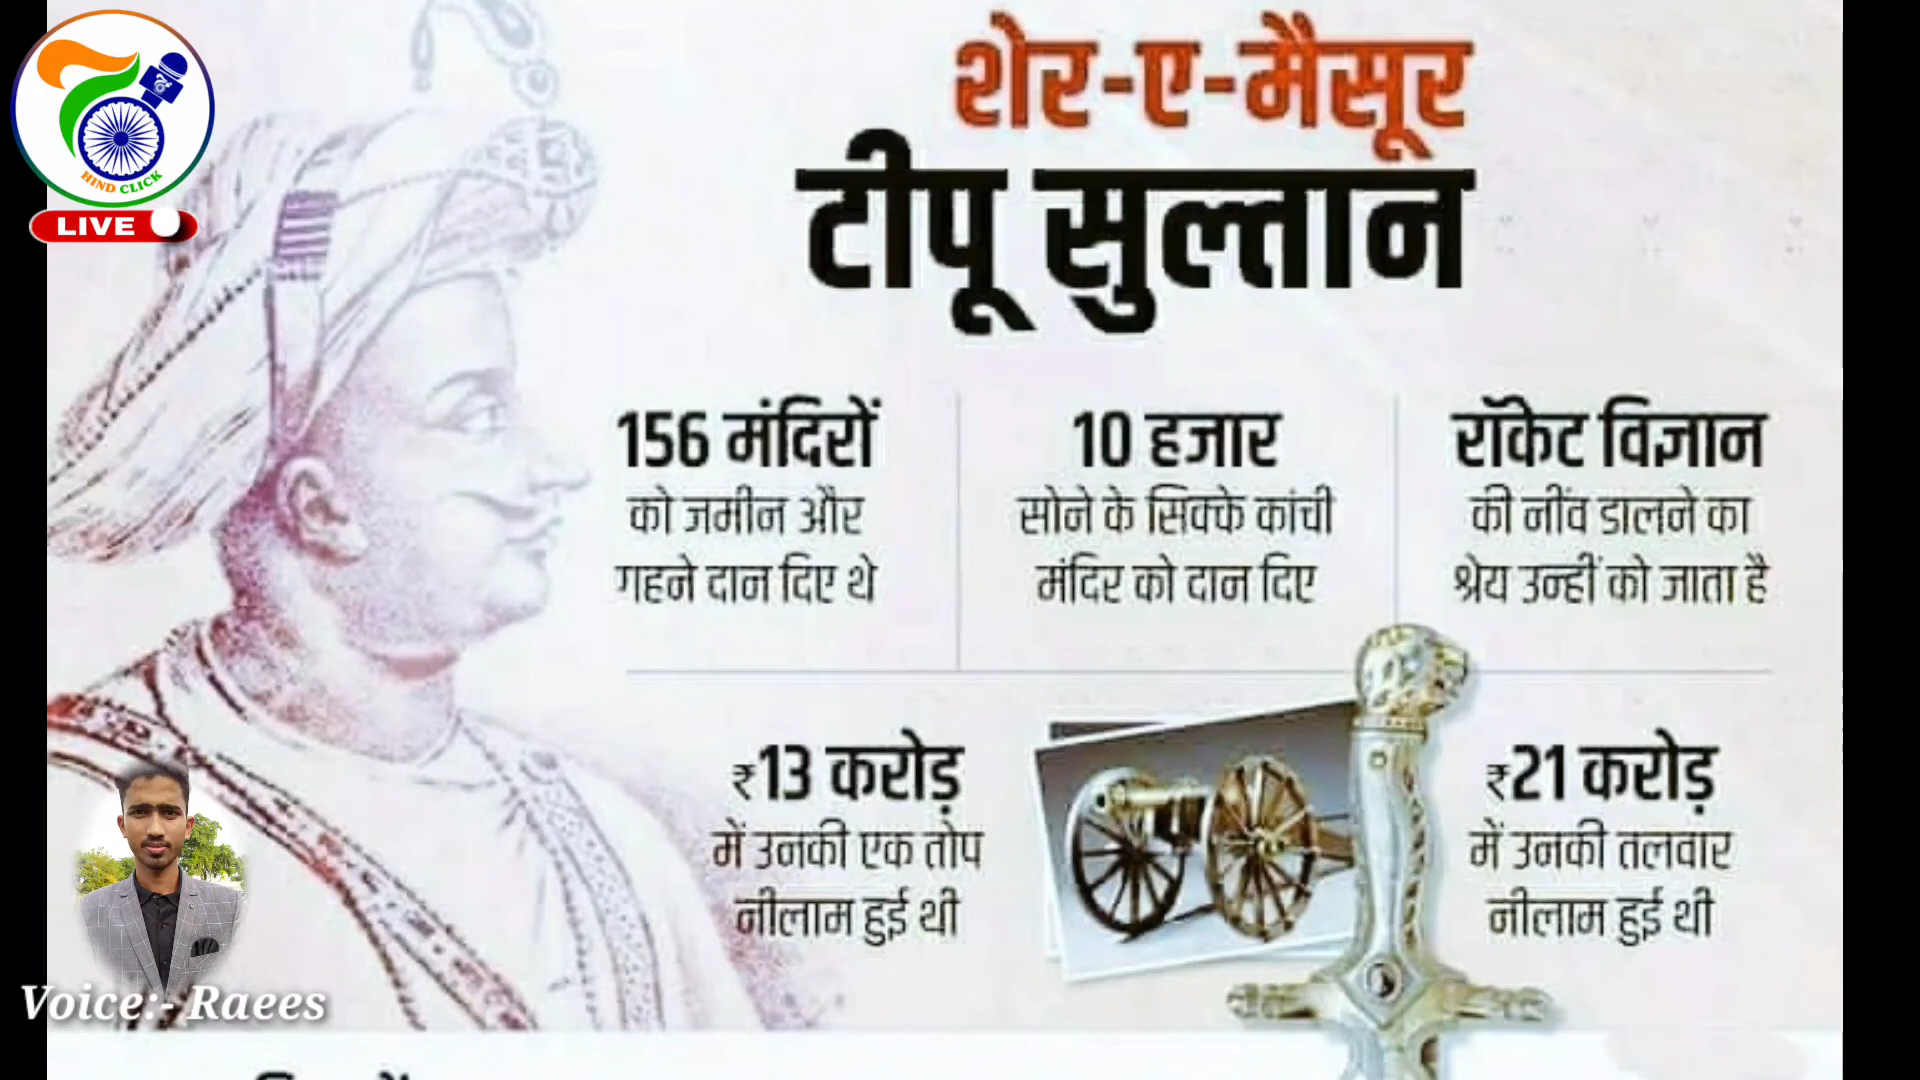 HIND CLICK
LIVE
शेर-ए-मैसूर
टीपू सुल्तान
156 मंदिरों
को जमीन और
गहने दान दिए थे
10 हजार
सोने के सिक्के कांची
मंदिर को दान दिए
रॉकेट विज्ञान
की नींव डालने का
श्रेय उन्हीं को जाता है
₹13 करोड़
में उनकी एक तोप
नीलाम हुई थी
₹21 करोड़
में उनकी तलवार
नीलाम हुई थी
Voice:- Raees